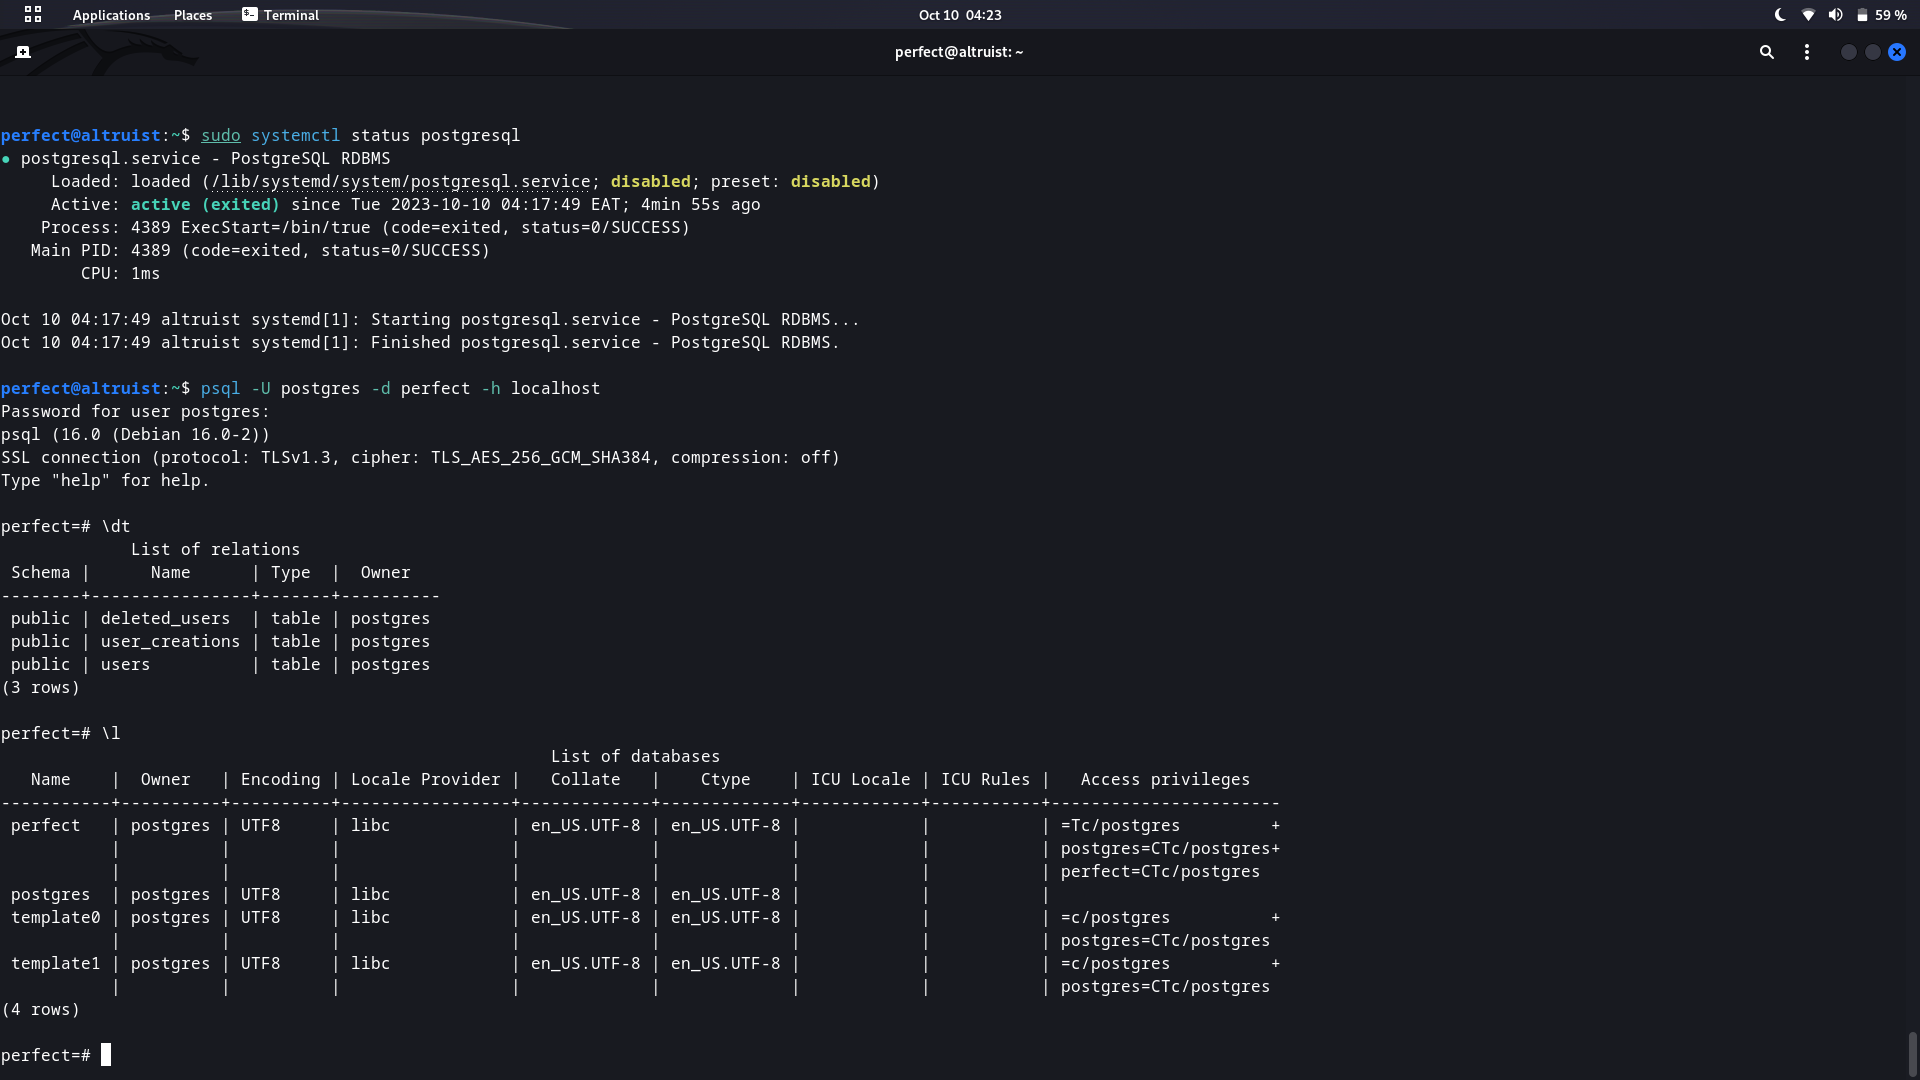 Applications Places Terminal Oct 10 04:23 59 %
perfect@altruist: ~
perfect@altruist:~$ sudo systemctl status postgresql
● postgresql.service - PostgreSQL RDBMS
     Loaded: loaded (/lib/systemd/system/postgresql.service; disabled; preset: disabled)
     Active: active (exited) since Tue 2023-10-10 04:17:49 EAT; 4min 55s ago
    Process: 4389 ExecStart=/bin/true (code=exited, status=0/SUCCESS)
   Main PID: 4389 (code=exited, status=0/SUCCESS)
        CPU: 1ms

Oct 10 04:17:49 altruist systemd[1]: Starting postgresql.service - PostgreSQL RDBMS...
Oct 10 04:17:49 altruist systemd[1]: Finished postgresql.service - PostgreSQL RDBMS.

perfect@altruist:~$ psql -U postgres -d perfect -h localhost
Password for user postgres:
psql (16.0 (Debian 16.0-2))
SSL connection (protocol: TLSv1.3, cipher: TLS_AES_256_GCM_SHA384, compression: off)
Type "help" for help.

perfect=# \dt
             List of relations
 Schema |      Name      | Type  |  Owner
--------+----------------+-------+----------
 public | deleted_users  | table | postgres
 public | user_creations | table | postgres
 public | users          | table | postgres
(3 rows)

perfect=# \l
                                                       List of databases
   Name    |  Owner   | Encoding | Locale Provider |   Collate   |    Ctype    | ICU Locale | ICU Rules |   Access privileges
-----------+----------+----------+-----------------+-------------+-------------+------------+-----------+-----------------------
 perfect   | postgres | UTF8     | libc            | en_US.UTF-8 | en_US.UTF-8 |            |           | =Tc/postgres         +
           |          |          |                 |             |             |            |           | postgres=CTc/postgres+
           |          |          |                 |             |             |            |           | perfect=CTc/postgres
 postgres  | postgres | UTF8     | libc            | en_US.UTF-8 | en_US.UTF-8 |            |           |
 template0 | postgres | UTF8     | libc            | en_US.UTF-8 | en_US.UTF-8 |            |           | =c/postgres          +
           |          |          |                 |             |             |            |           | postgres=CTc/postgres
 template1 | postgres | UTF8     | libc            | en_US.UTF-8 | en_US.UTF-8 |            |           | =c/postgres          +
           |          |          |                 |             |             |            |           | postgres=CTc/postgres
(4 rows)

perfect=#